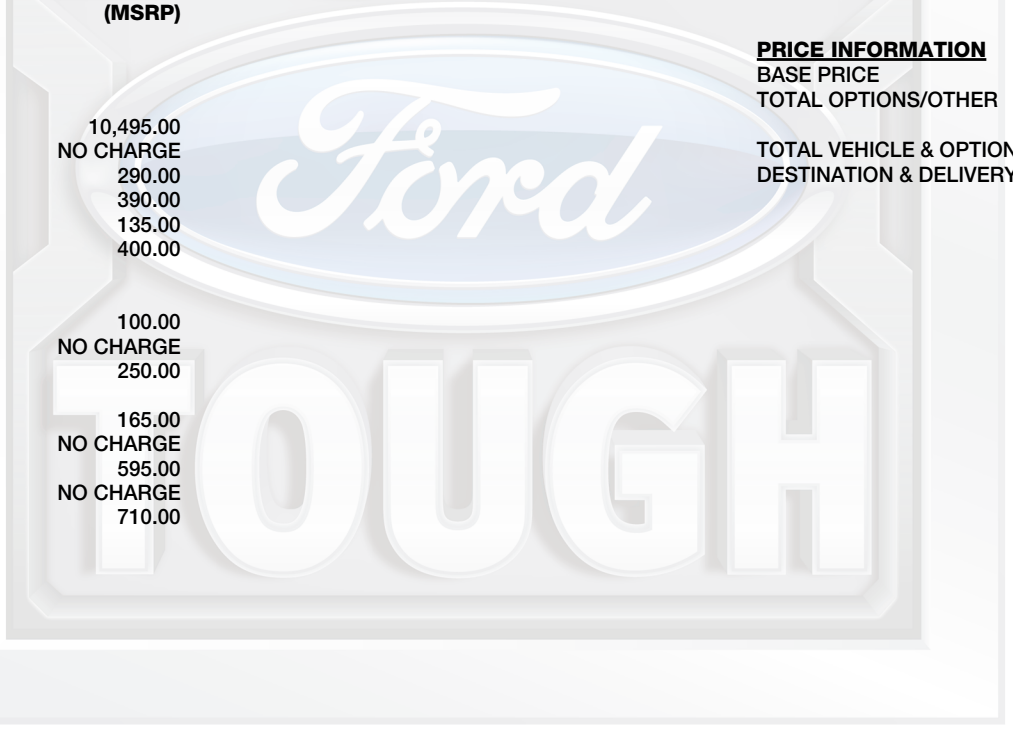 (MSRP)
10,495.00
NO CHARGE
290.00
390.00
135.00
400.00
100.00
NO CHARGE
250.00
165.00
NO CHARGE
595.00
NO CHARGE
710.00
PRICE INFORMATION
BASE PRICE
TOTAL OPTIONS/OTHER
TOTAL VEHICLE & OPTION
DESTINATION & DELIVERY
Ford
TOUGH